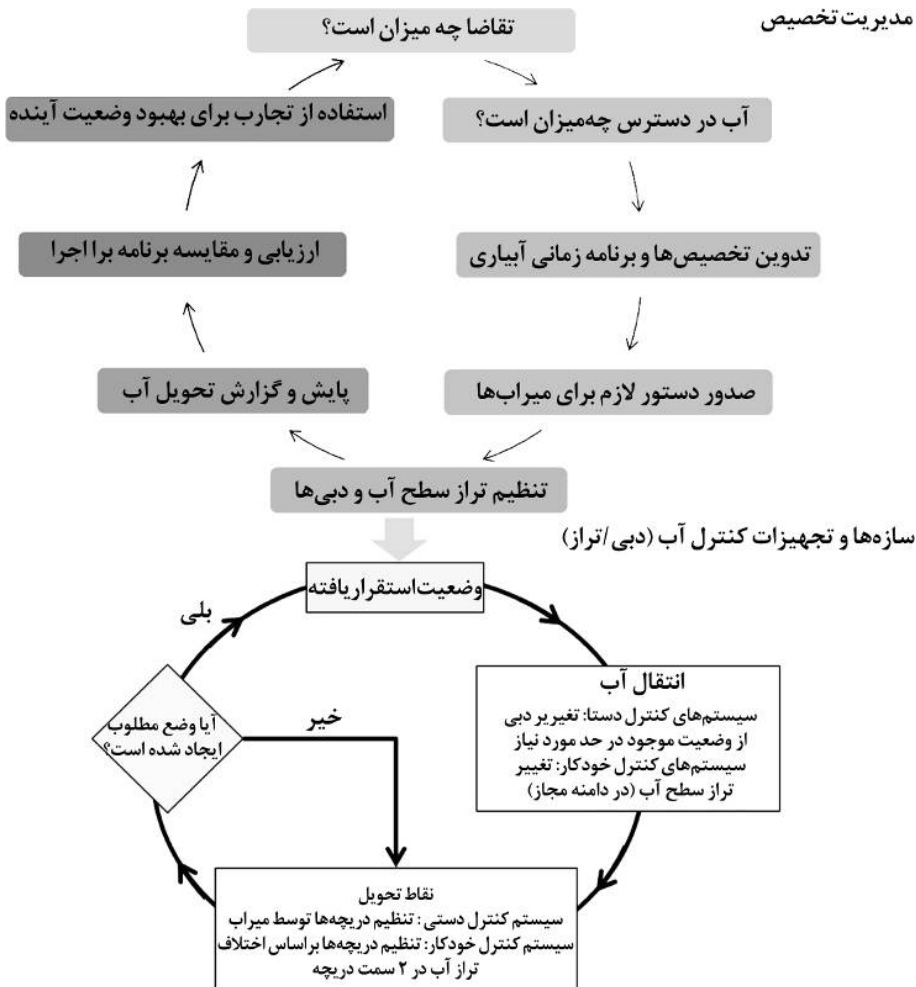 مدیریت تخصیص
تقاضا چه میزان است؟
آب در دسترس چه‌میزان است؟
تدوین تخصیص‌ها و برنامه زمانی آبیاری
صدور دستور لازم برای میراب‌ها
تنظیم تراز سطح آب و دبی‌ها
پایش و گزارش تحویل آب
ارزیابی و مقایسه برنامه برا اجرا
استفاده از تجارب برای بهبود وضعیت آینده
سازه‌ها و تجهیزات کنترل آب (دبی/تراز)
وضعیت استقرار یافته
انتقال آب
سیستم‌های کنترل دستا: تغیریر دبی
از وضعیت موجود در حد مورد نیاز
سیستم‌های کنترل خودکار: تغییر
تراز سطح آب (در دامنه مجاز)
نقاط تحویل
سیستم کنترل دستی: تنظیم دریچه‌ها توسط میراب
سیستم کنترل خودکار: تنظیم دریچه‌ها براساس اختلاف
تراز آب در ۲ سمت دریچه
آیا وضع مطلوب
ایجاد شده است؟
بلی
خیر